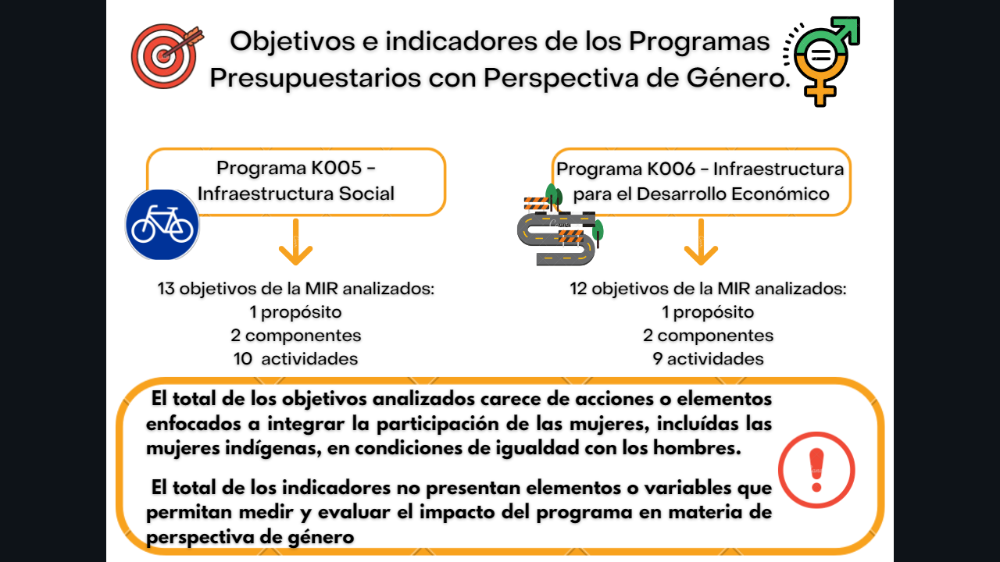 Objetivos e indicadores de los Programas
Presupuestarios con Perspectiva de Género.
Programa K005 -
Infraestructura Social
Programa K006 - Infraestructura
para el Desarrollo Económico
13 objetivos de la MIR analizados:
1 propósito
2 componentes
10 actividades
12 objetivos de la MIR analizados:
1 propósito
2 componentes
9 actividades
El total de los objetivos analizados carece de acciones o elementos
enfocados a integrar la participación de las mujeres, incluídas las
mujeres indígenas, en condiciones de igualdad con los hombres.
El total de los indicadores no presentan elementos o variables que
permitan medir y evaluar el impacto del programa en materia de
perspectiva de género